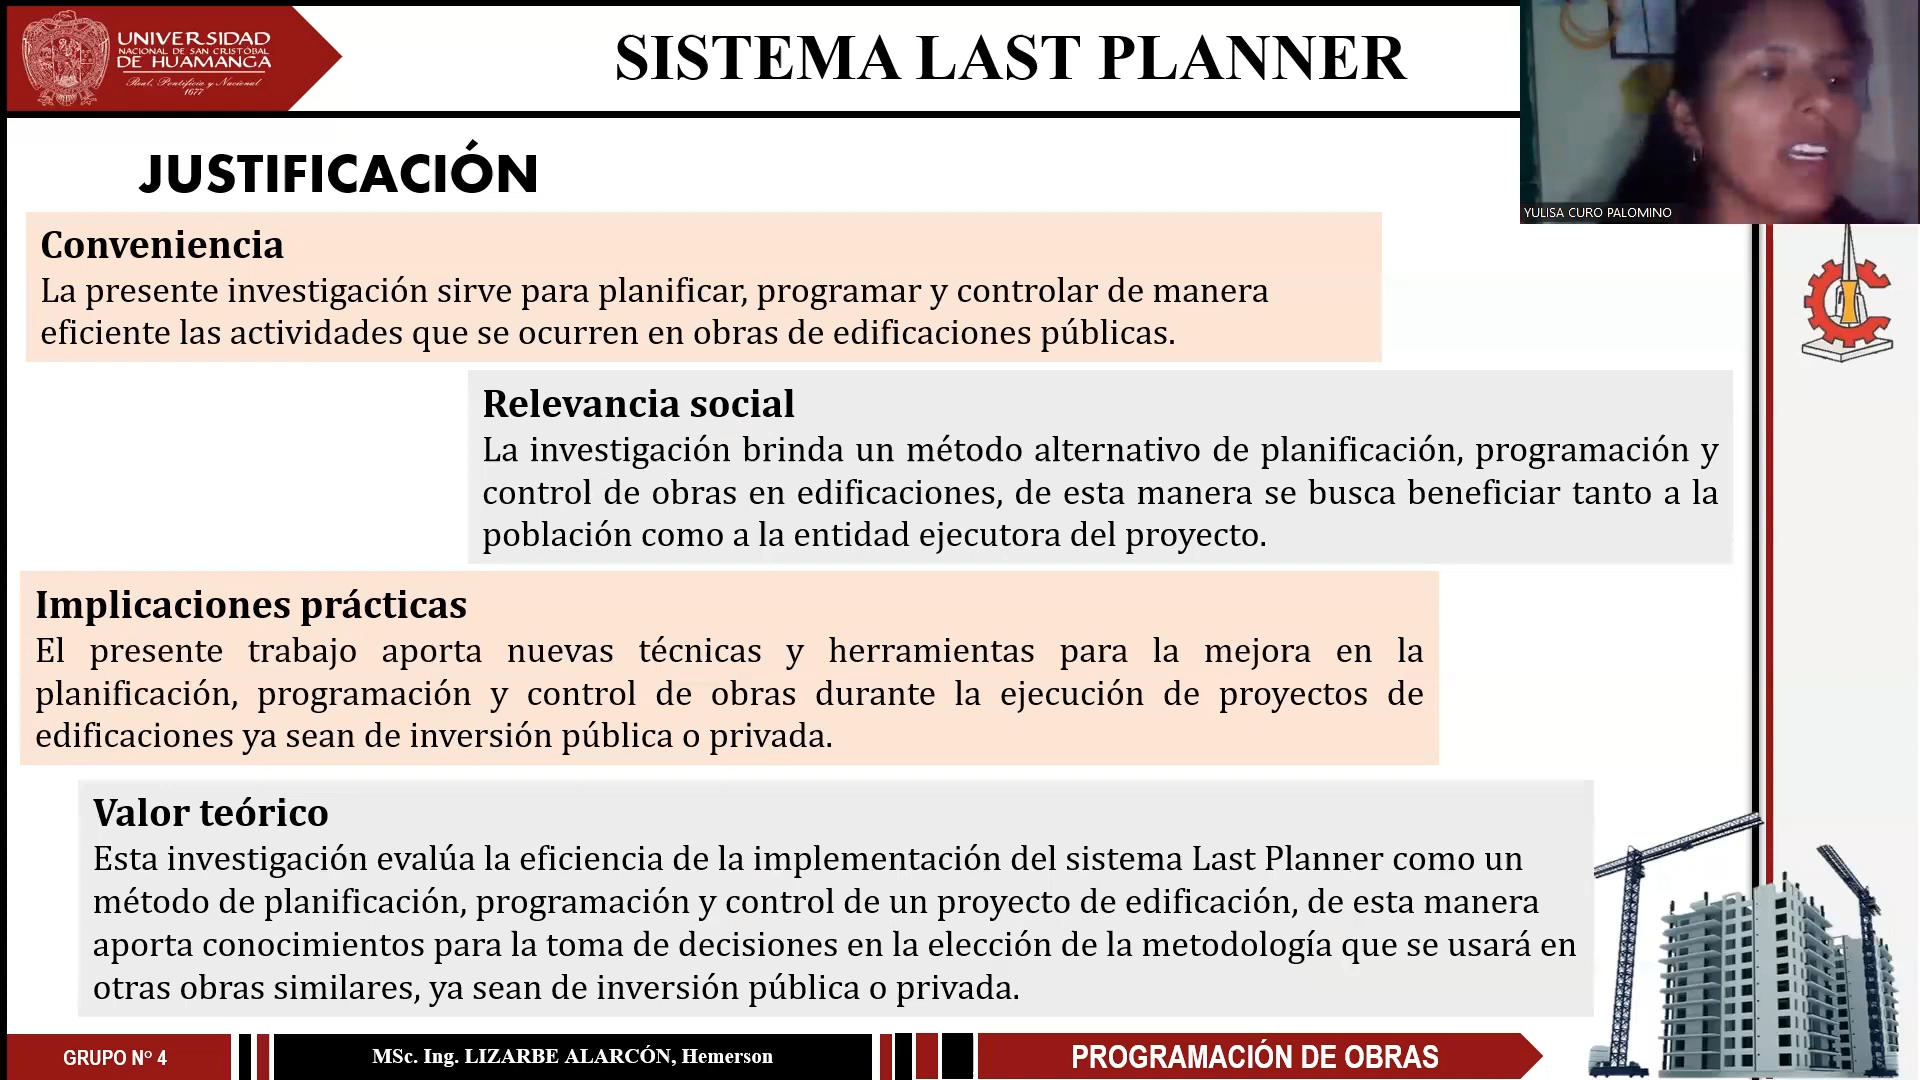 UNIVERSIDAD
NACIONAL DE SAN CRISTÓBAL
DE HUAMANGA
Real, Pontificia y Nacional
1677
SISTEMA LAST PLANNER
YULISA CURO PALOMINO
JUSTIFICACIÓN
Conveniencia
La presente investigación sirve para planificar, programar y controlar de manera
eficiente las actividades que se ocurren en obras de edificaciones públicas.
Relevancia social
La investigación brinda un método alternativo de planificación, programación y
control de obras en edificaciones, de esta manera se busca beneficiar tanto a la
población como a la entidad ejecutora del proyecto.
Implicaciones prácticas
El presente trabajo aporta nuevas técnicas y herramientas para la mejora en la
planificación, programación y control de obras durante la ejecución de proyectos de
edificaciones ya sean de inversión pública o privada.
Valor teórico
Esta investigación evalúa la eficiencia de la implementación del sistema Last Planner como un
método de planificación, programación y control de un proyecto de edificación, de esta manera
aporta conocimientos para la toma de decisiones en la elección de la metodología que se usará en
otras obras similares, ya sean de inversión pública o privada.
GRUPO Nº 4
MSc. Ing. LIZARBE ALARCÓN, Hemerson
PROGRAMACIÓN DE OBRAS